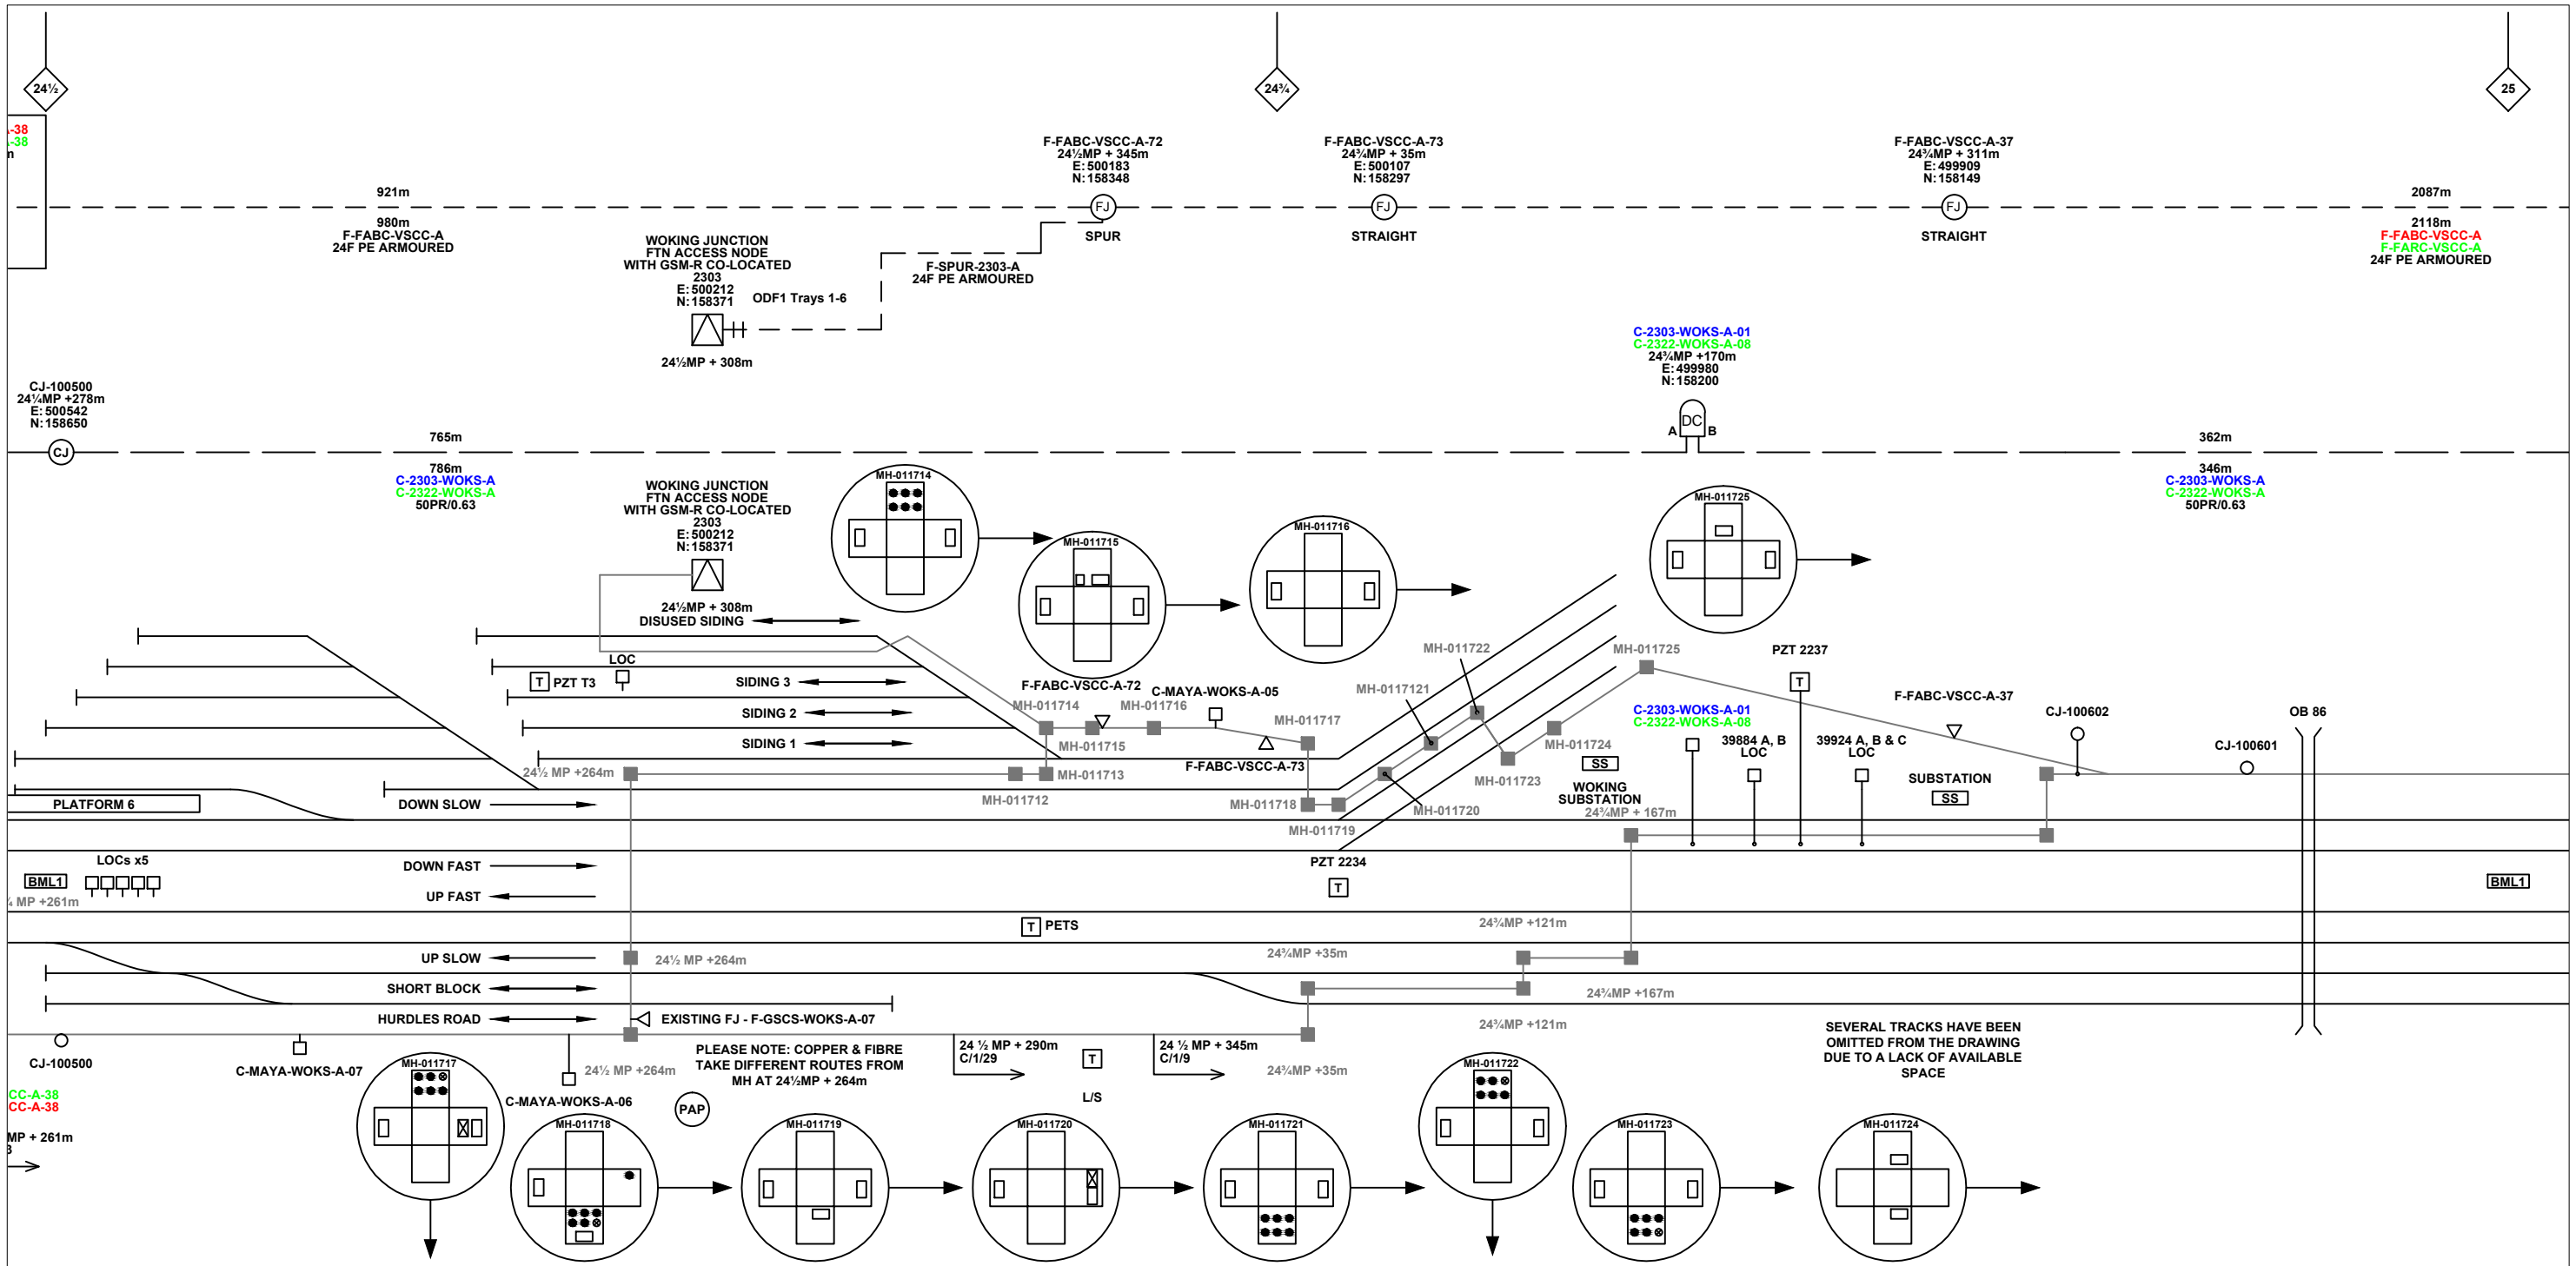 24½
24¾
25
-38
-38
F-FABC-VSCC-A-72
24½MP + 345m
E:500183
N:158348
F-FABC-VSCC-A-73
24¾MP + 35m
E:500107
N:158297
F-FABC-VSCC-A-37
24¾MP + 311m
E:499909
N:158149
921m
FJ
FJ
FJ
2087m
980m
F-FABC-VSCC-A
24F PE ARMOURED
SPUR
STRAIGHT
STRAIGHT
2118m
F-FABC-VSCC-A
F-FARC-VSCC-A
24F PE ARMOURED
WOKING JUNCTION
FTN ACCESS NODE
WITH GSM-R CO-LOCATED
2303
E:500212
N:158371
ODF1 Trays 1-6
F-SPUR-2303-A
24F PE ARMOURED
24½MP + 308m
C-2303-WOKS-A-01
C-2322-WOKS-A-08
24¾MP +170m
E:499980
N:158200
DC
A
B
CJ-100500
24¼MP +278m
E:500542
N:158650
CJ
765m
786m
C-2303-WOKS-A
C-2322-WOKS-A
50PR/0.63
362m
346m
C-2303-WOKS-A
C-2322-WOKS-A
50PR/0.63
WOKING JUNCTION
FTN ACCESS NODE
WITH GSM-R CO-LOCATED
2303
E:500212
N:158371
24½MP + 308m
DISUSED SIDING
MH-011714
MH-011715
MH-011716
MH-011725
LOC
T PZT T3
SIDING 3
SIDING 2
SIDING 1
F-FABC-VSCC-A-72
MH-011714
MH-011716
C-MAYA-WOKS-A-05
MH-011717
MH-011715
MH-011713
MH-011712
F-FABC-VSCC-A-73
MH-011718
MH-011719
MH-011720
MH-0117121
MH-011722
MH-011723
MH-011724
MH-011725
SS
WOKING
SUBSTATION
24¾MP + 167m
C-2303-WOKS-A-01
C-2322-WOKS-A-08
PZT 2237
T
39884 A, B
LOC
39924 A, B & C
LOC
F-FABC-VSCC-A-37
SUBSTATION
SS
CJ-100602
CJ-100601
OB 86
24½ MP +264m
PLATFORM 6
DOWN SLOW
LOCs x5
DOWN FAST
BML1
UP FAST
MP +261m
PZT 2234
T
BML1
T PETS
24¾MP +121m
UP SLOW
24½ MP +264m
24¾MP +35m
SHORT BLOCK
24¾MP +167m
HURDLES ROAD
EXISTING FJ - F-GSCS-WOKS-A-07
24¾MP +121m
CJ-100500
C-MAYA-WOKS-A-07
MH-011717
24½ MP +264m
C-MAYA-WOKS-A-06
PLEASE NOTE: COPPER & FIBRE
TAKE DIFFERENT ROUTES FROM
MH AT 24½MP + 264m
PAP
24 ½ MP + 290m
C/1/29
T
L/S
24 ½ MP + 345m
C/1/9
24¾MP +35m
SEVERAL TRACKS HAVE BEEN
OMITTED FROM THE DRAWING
DUE TO A LACK OF AVAILABLE
SPACE
CC-A-38
CC-A-38
MP + 261m
MH-011718
MH-011719
MH-011720
MH-011721
MH-011722
MH-011723
MH-011724